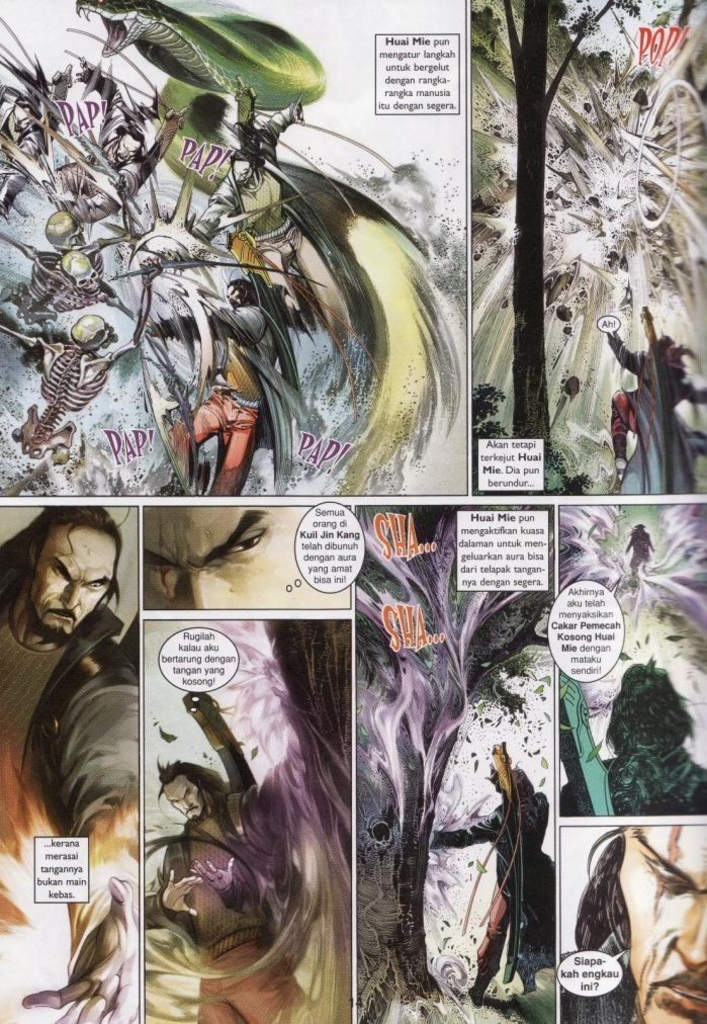 Huai Mie pun
mengatur langkah
untuk bergelut
dengan rangka-
rangka manusia
itu dengan segera.
PAP!
PAP!
PAP!
PAP!
POP!
Ah!
Akan tetapi
terkejut Huai
Mie. Dia pun
berundur...
...kerana
merasai
tangannya
bukan main
kebas.
Semua
orang di
Kuil Jin Kang
telah dibunuh
dengan aura
yang amat
bisa ini!
Rugilah
kalau aku
bertarung dengan
tangan yang
kosong!
SHA...
SHA...
Huai Mie pun
mengaktifkan kuasa
dalaman untuk me-
ngeluarkan aura bisa
dari telapak tangan-
nya dengan segera.
Akhirnya
aku telah
menyaksikan
Cakar Pemecah
Kosong Huai
Mie dengan
mataku
sendiri!
Siapa-
kah engkau
ini?